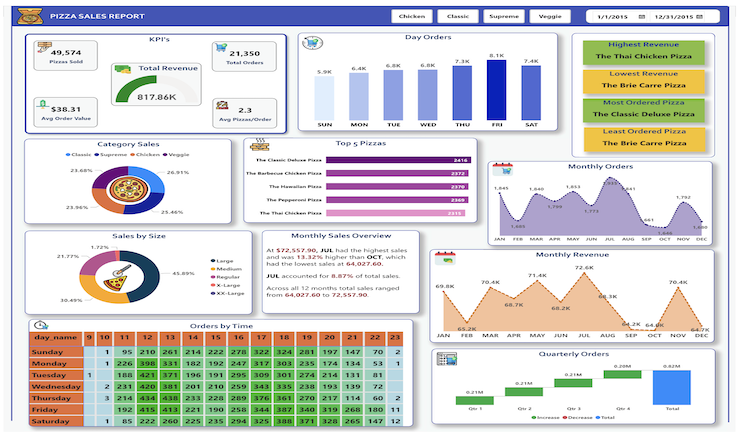 PIZZA SALES REPORT
Chicken
Classic
Supreme
Veggie
1/1/2015
12/31/2015
KPI's
49,574
Pizzas Sold
21,350
Total Orders
Total Revenue
817.86K
$38.31
Avg Order Value
2.3
Avg Pizzas/Order
Day Orders
5.9K 6.4K 6.8K 6.8K 7.3K 8.1K 7.4K
SUN MON TUE WED THU FRI SAT
Highest Revenue
The Thai Chicken Pizza
Lowest Revenue
The Brie Carre Pizza
Most Ordered Pizza
The Classic Deluxe Pizza
Least Ordered Pizza
The Brie Carre Pizza
Category Sales
Classic Supreme Chicken Veggie
23.68% 26.91%
23.96% 25.46%
Top 5 Pizzas
The Classic Deluxe Pizza 2416
The Barbecue Chicken Pizza 2372
The Hawaiian Pizza 2370
The Pepperoni Pizza 2369
The Thai Chicken Pizza 2315
Monthly Orders
1,845 1,685 1,840 1,799 1,853 1,773 1,935 1,841 1,661 1,646 1,792 1,680
JAN FEB MAR APR MAY JUN JUL AUG SEP OCT NOV DEC
Sales by Size
1.72%
21.77%
45.89%
30.49%
Large
Medium
Regular
X-Large
XX-Large
Monthly Sales Overview
At $72,557.90, JUL had the highest sales
and was 13.32% higher than OCT, which
had the lowest sales at 64,027.60.
JUL accounted for 8.87% of total sales.
Across all 12 months total sales ranged
from 64,027.60 to 72,557.90.
Monthly Revenue
69.8K 65.2K 70.4K 68.7K 71.4K 68.2K 72.6K 68.3K 64.2K 64.0K 70.4K 64.7K
JAN FEB MAR APR MAY JUN JUL AUG SEP OCT NOV DEC
Orders by Time
day_name 9 10 11 12 13 14 15 16 17 18 19 20 21 22 23
Sunday 1 95 210 261 214 222 278 322 324 281 197 147 70 2
Monday 1 226 398 331 182 192 247 317 303 235 174 134 53 1
Tuesday 1 188 421 371 196 191 295 309 301 274 214 131 81
Wednesday 2 231 420 381 201 210 259 343 335 238 193 139 72
Thursday 3 214 434 438 233 228 289 376 361 270 217 114 60 2
Friday 192 415 413 221 190 258 344 387 340 319 268 180 11
Saturday 1 85 222 260 225 235 294 325 388 371 328 265 147 12
Quarterly Orders
0.21M 0.21M 0.21M 0.20M 0.82M
Qtr 1 Qtr 2 Qtr 3 Qtr 4 Total
Increase Decrease Total